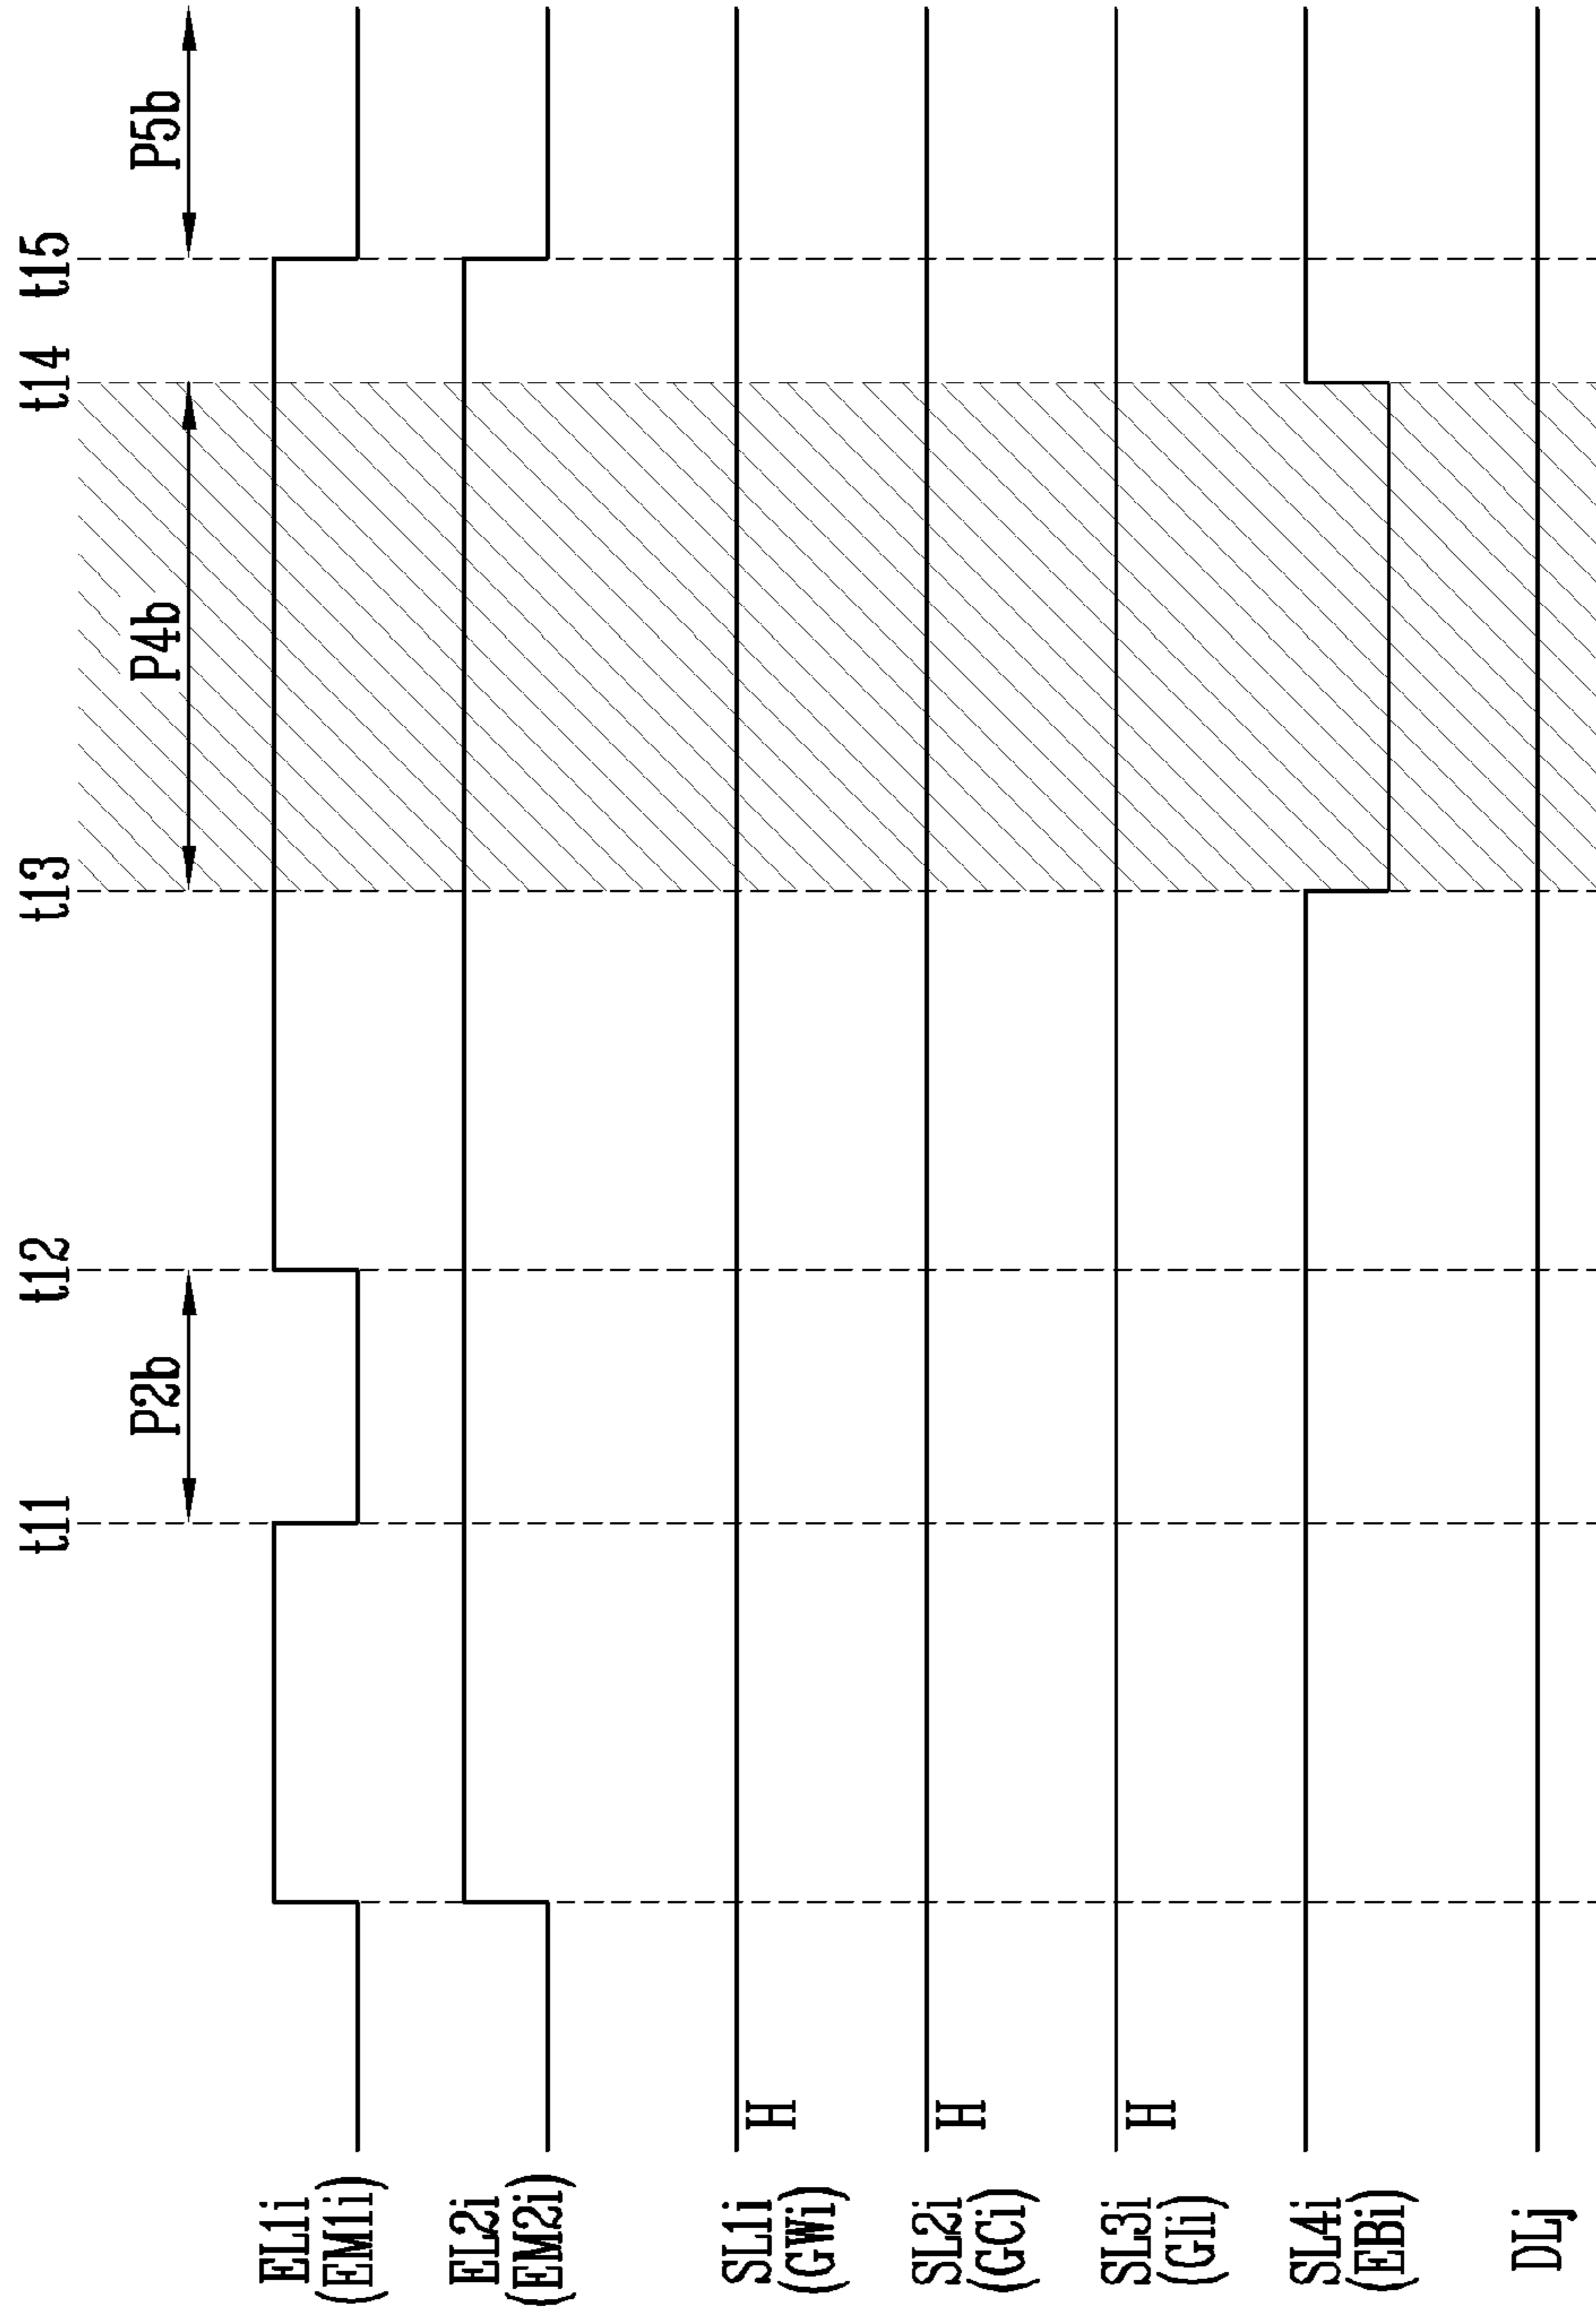 t11 t12 t13 t14 t15
P2b P4b P5b
EL1i
(EM1i)
EL2i
(EM2i)
SL1i
(GWi)
H
SL2i
(GCi)
H
SL3i
(GIi)
H
SL4i
(EBi)
DLj